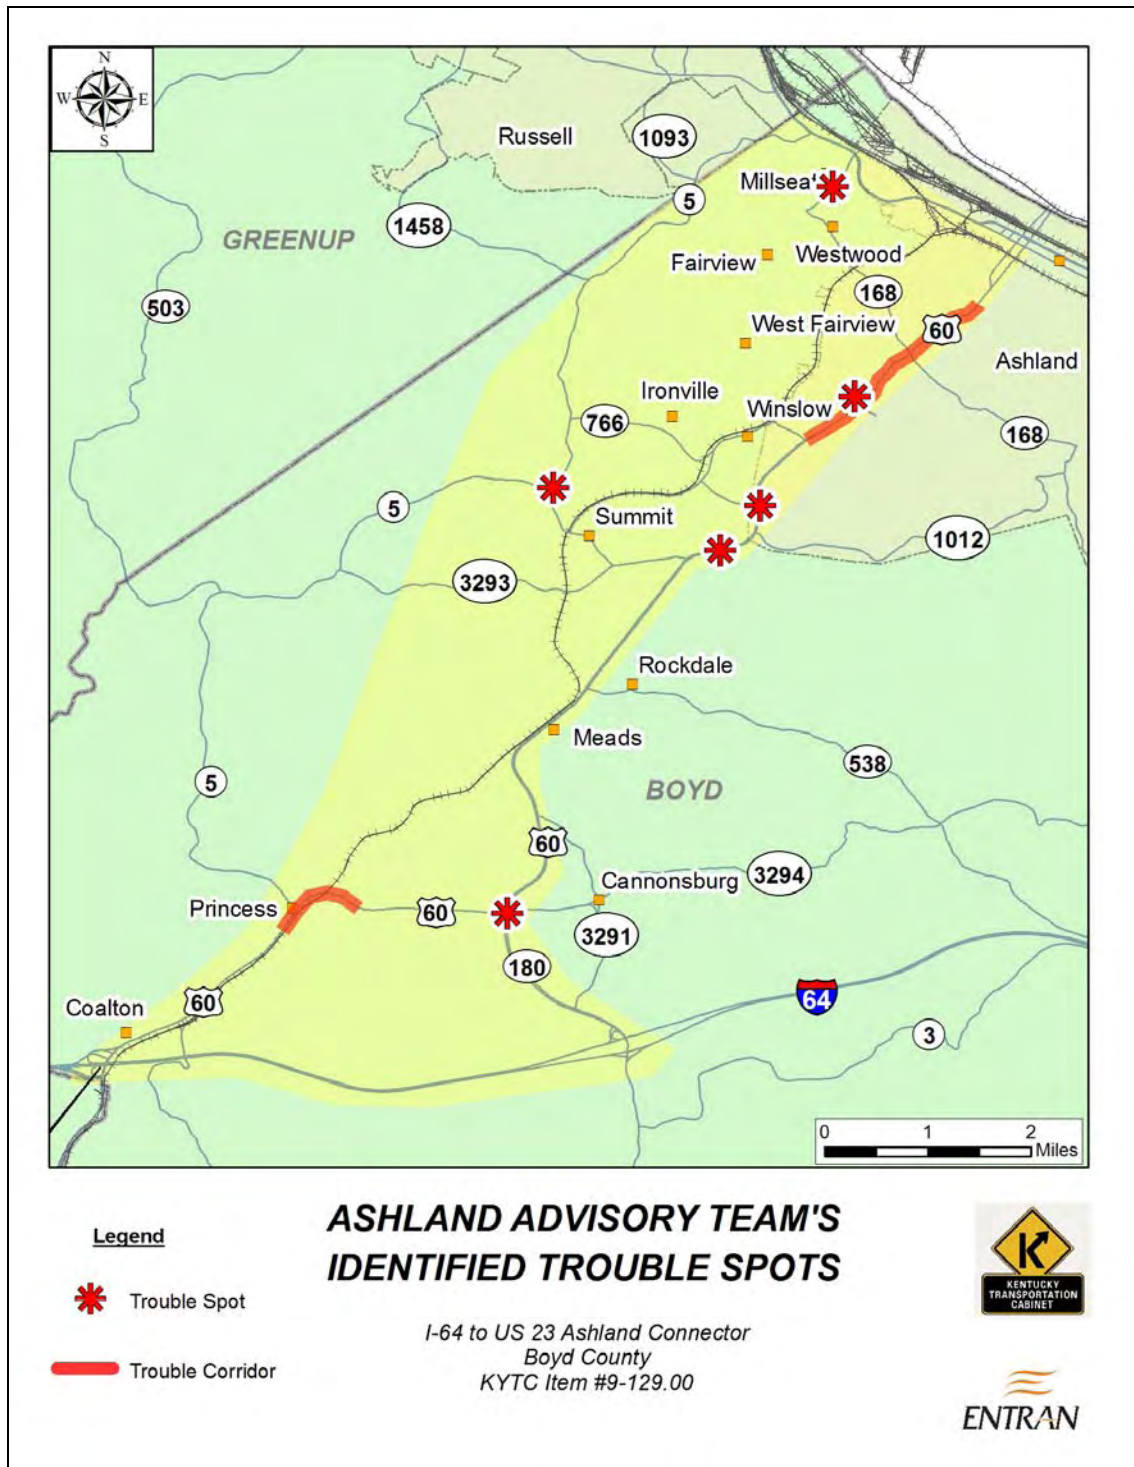 N
W E
S
Russell
1093
Millsea
5
1458
GREENUP
Westwood
Fairview
168
503
60
West Fairview
Ashland
Ironville
Winslow
766
168
5
Summit
1012
3293
Rockdale
Meads
538
5
BOYD
60
3294
Cannonsburg
Princess
60
3291
180
64
60
Coalton
3
0 1 2
Miles
Legend
Trouble Spot
Trouble Corridor
ASHLAND ADVISORY TEAM'S
IDENTIFIED TROUBLE SPOTS
I-64 to US 23 Ashland Connector
Boyd County
KYTC Item #9-129.00
KENTUCKY
TRANSPORTATION
CABINET
ENTRAN